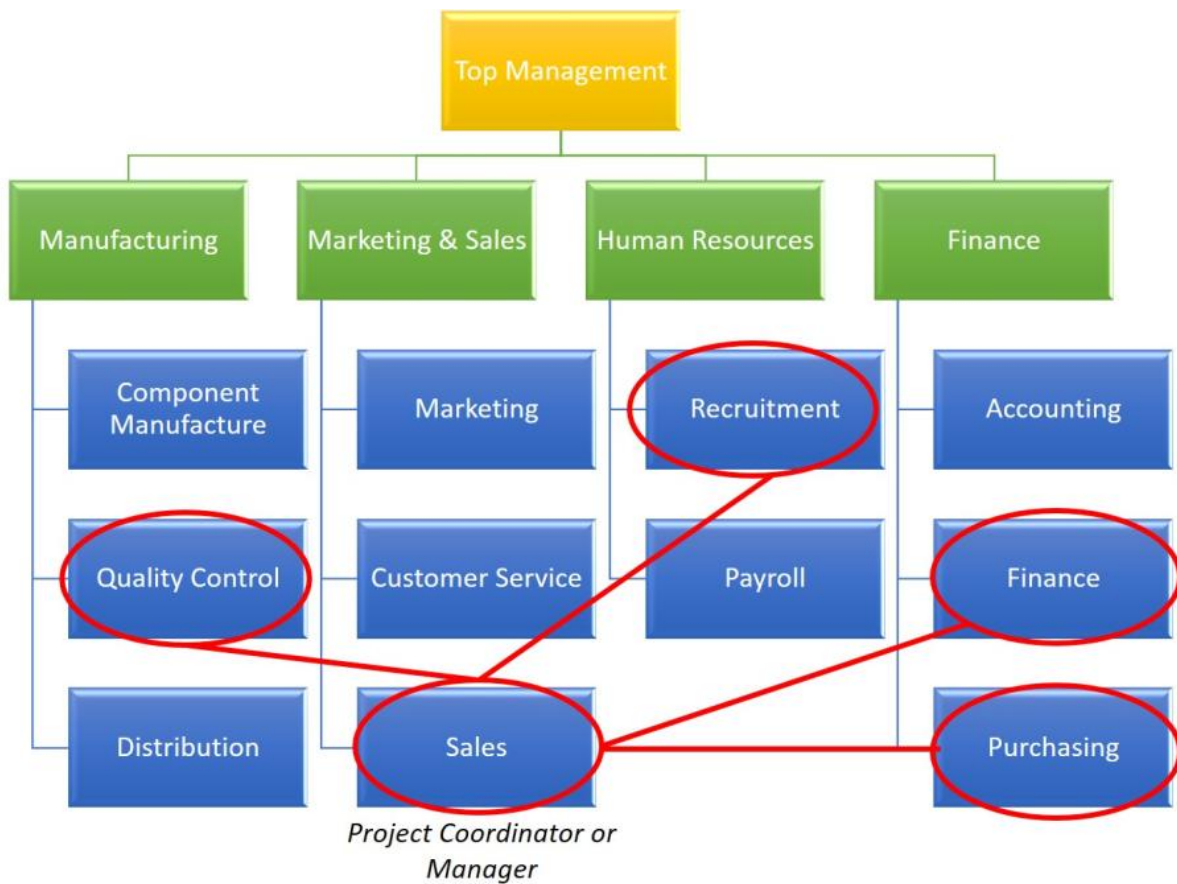 Top Management
Manufacturing
Marketing & Sales
Human Resources
Finance
Component
Manufacture
Marketing
Recruitment
Accounting
Quality Control
Customer Service
Payroll
Finance
Distribution
Sales
Purchasing
Project Coordinator or
Manager